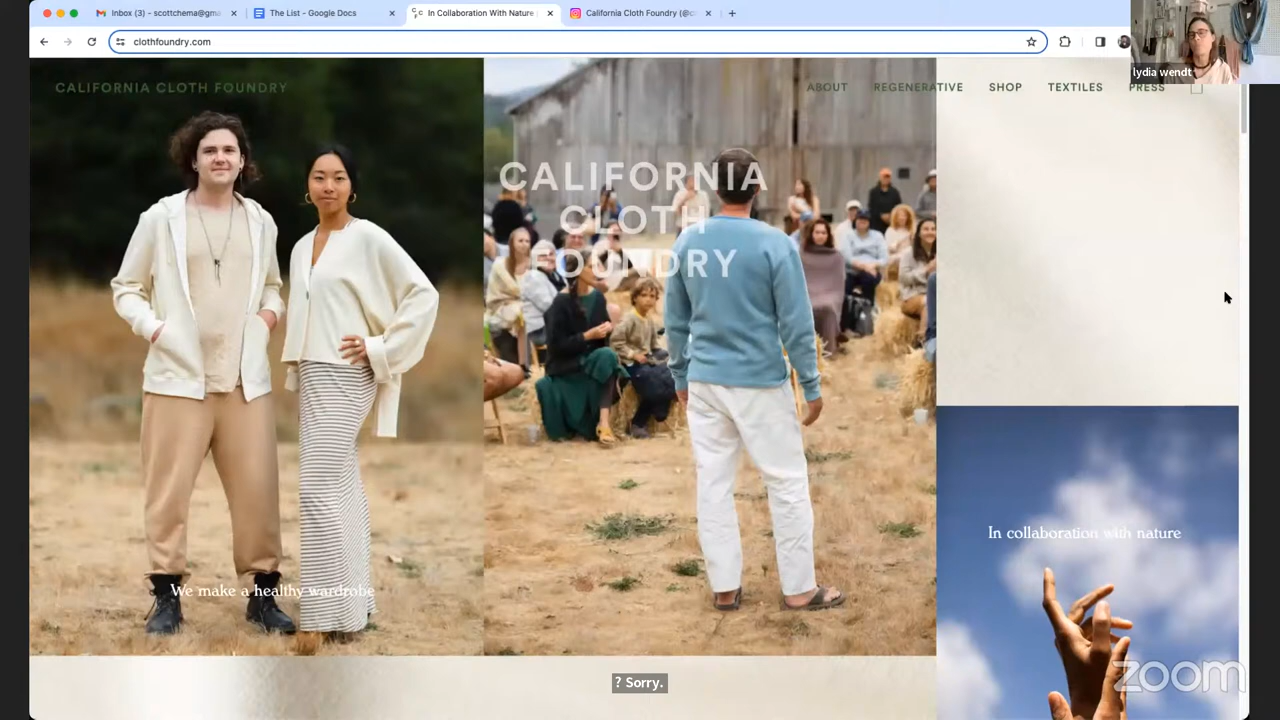 Inbox (3) - scottchema@gma
The List - Google Docs
In Collaboration With Nature
California Cloth Foundry (@c
clothfoundry.com
lydia wendt
CALIFORNIA CLOTH FOUNDRY
ABOUT
REGENERATIVE
SHOP
TEXTILES
PRESS
CALIFORNIA
CLOTH
FOUNDRY
In collaboration with nature
We make a healthy wardrobe
? Sorry.
zoom